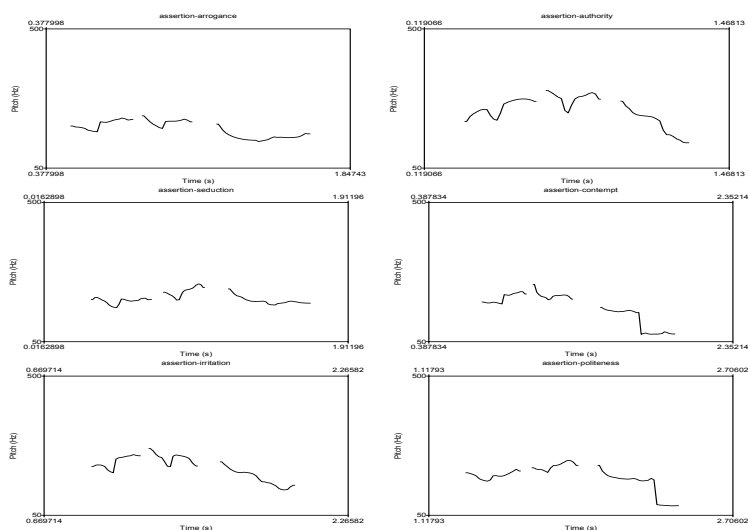 assertion-arrogance
0.377998
500
Pitch (Hz)
50
0.377998
1.84743
Time (s)
assertion-authority
0.119066
1.46813
500
Pitch (Hz)
50
0.119066
1.46813
Time (s)
assertion-seduction
0.0162898
1.91196
500
Pitch (Hz)
50
0.0162898
1.91196
Time (s)
assertion-contempt
0.387834
2.35214
500
Pitch (Hz)
50
0.387834
2.35214
Time (s)
assertion-irritation
0.669714
2.26582
500
Pitch (Hz)
50
0.669714
2.26582
Time (s)
assertion-politeness
1.11793
2.70602
500
Pitch (Hz)
50
1.11793
2.70602
Time (s)